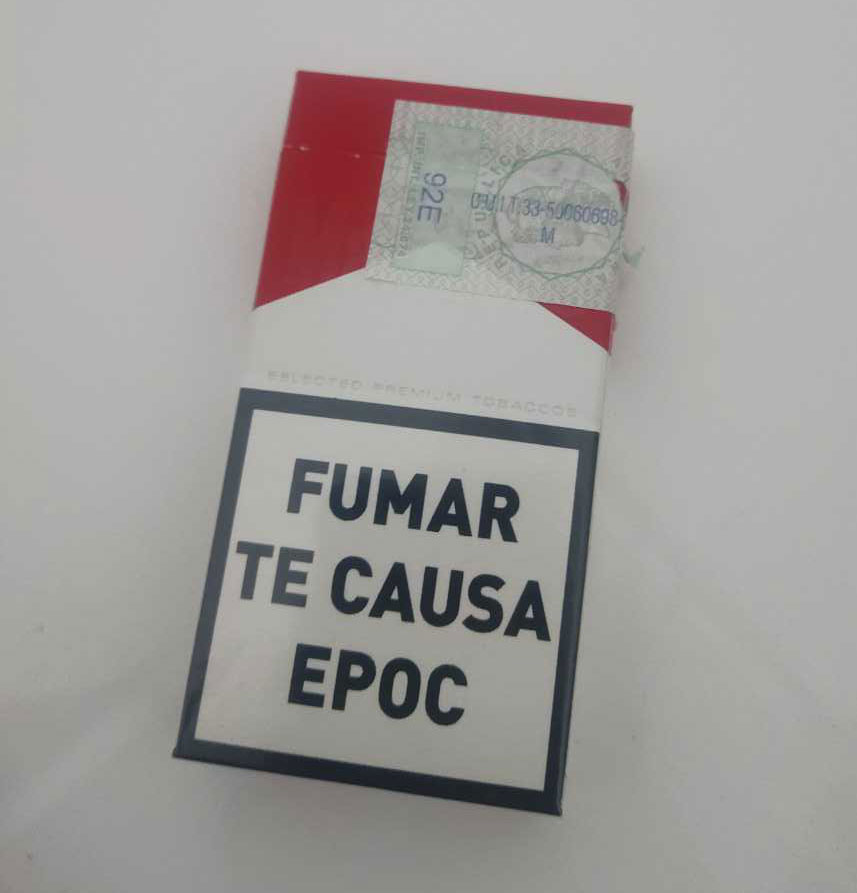 92E
C.U.I.T. 33-50060698-
M
SELECTED PREMIUM TOBACCOS
FUMAR
TE CAUSA
EPOC